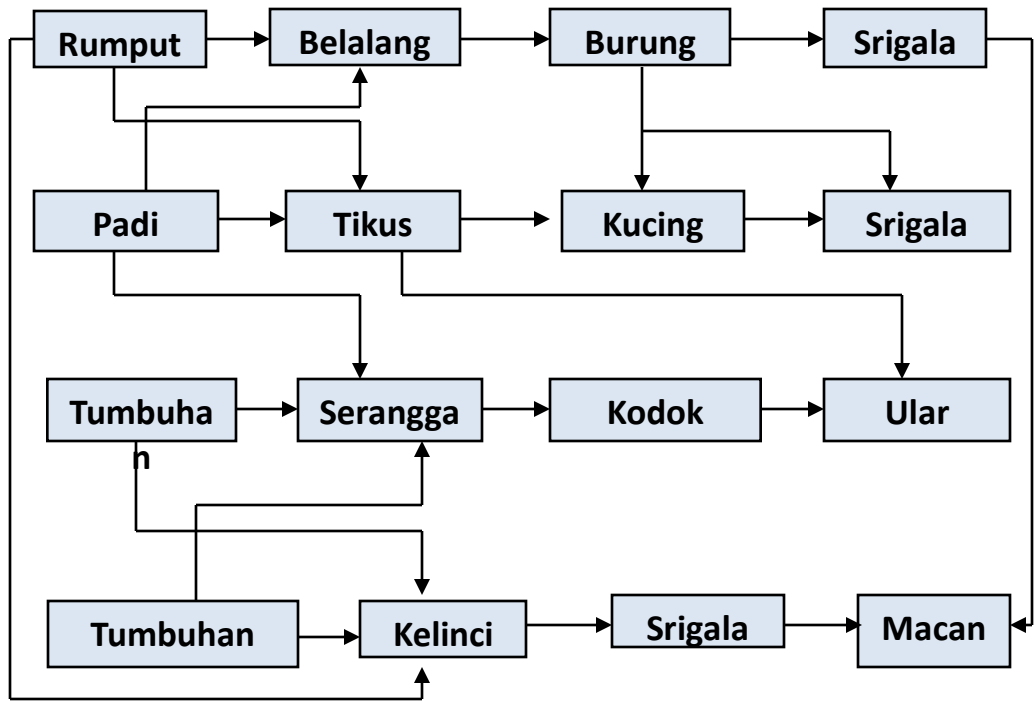 Rumput
Belalang
Burung
Srigala
Padi
Tikus
Kucing
Srigala
Tumbuha
n
Serangga
Kodok
Ular
Tumbuhan
Kelinci
Srigala
Macan